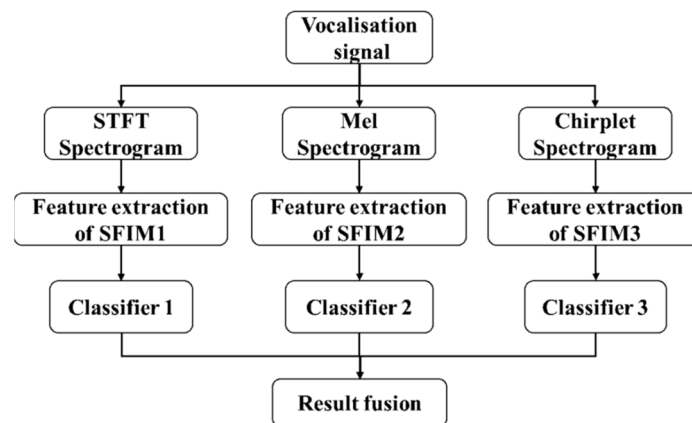 Vocalisation
signal
STFT
Spectrogram
Mel
Spectrogram
Chirplet
Spectrogram
Feature extraction
of SFIM1
Feature extraction
of SFIM2
Feature extraction
of SFIM3
Classifier 1
Classifier 2
Classifier 3
Result fusion